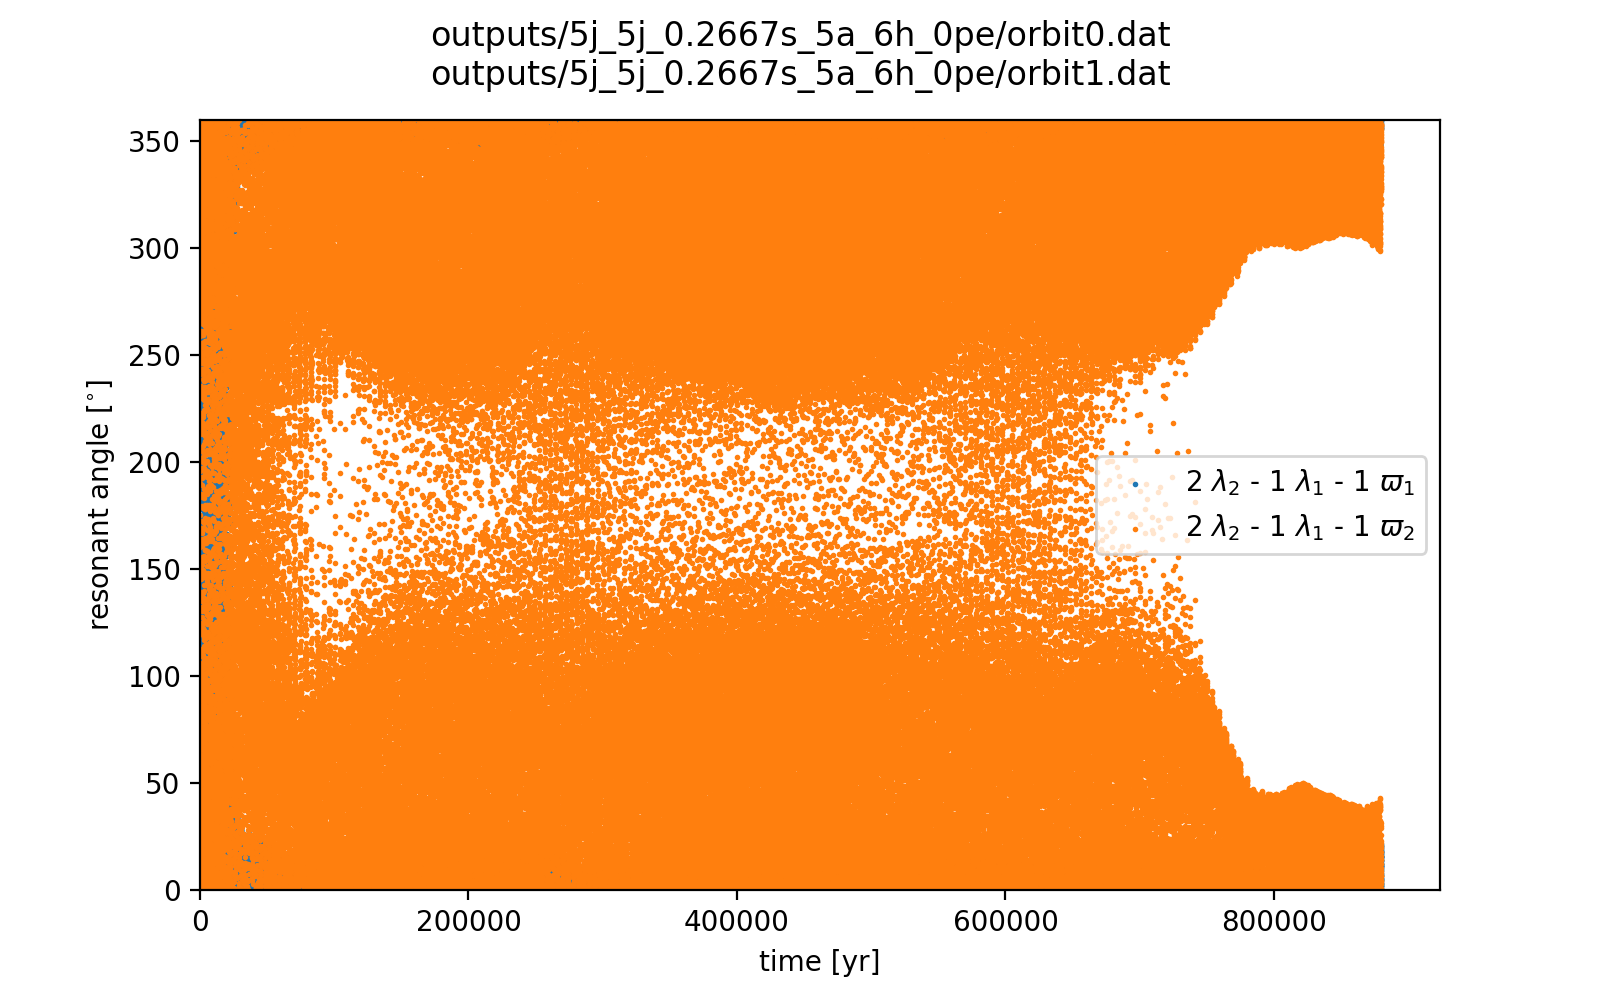 outputs/5j_5j_0.2667s_5a_6h_0pe/orbit0.dat
outputs/5j_5j_0.2667s_5a_6h_0pe/orbit1.dat
350
300
250
200
150
100
50
0
resonant angle [°]
2 λ₂ - 1 λ₁ - 1 ϖ₁
2 λ₂ - 1 λ₁ - 1 ϖ₂
0 200000 400000 600000 800000
time [yr]